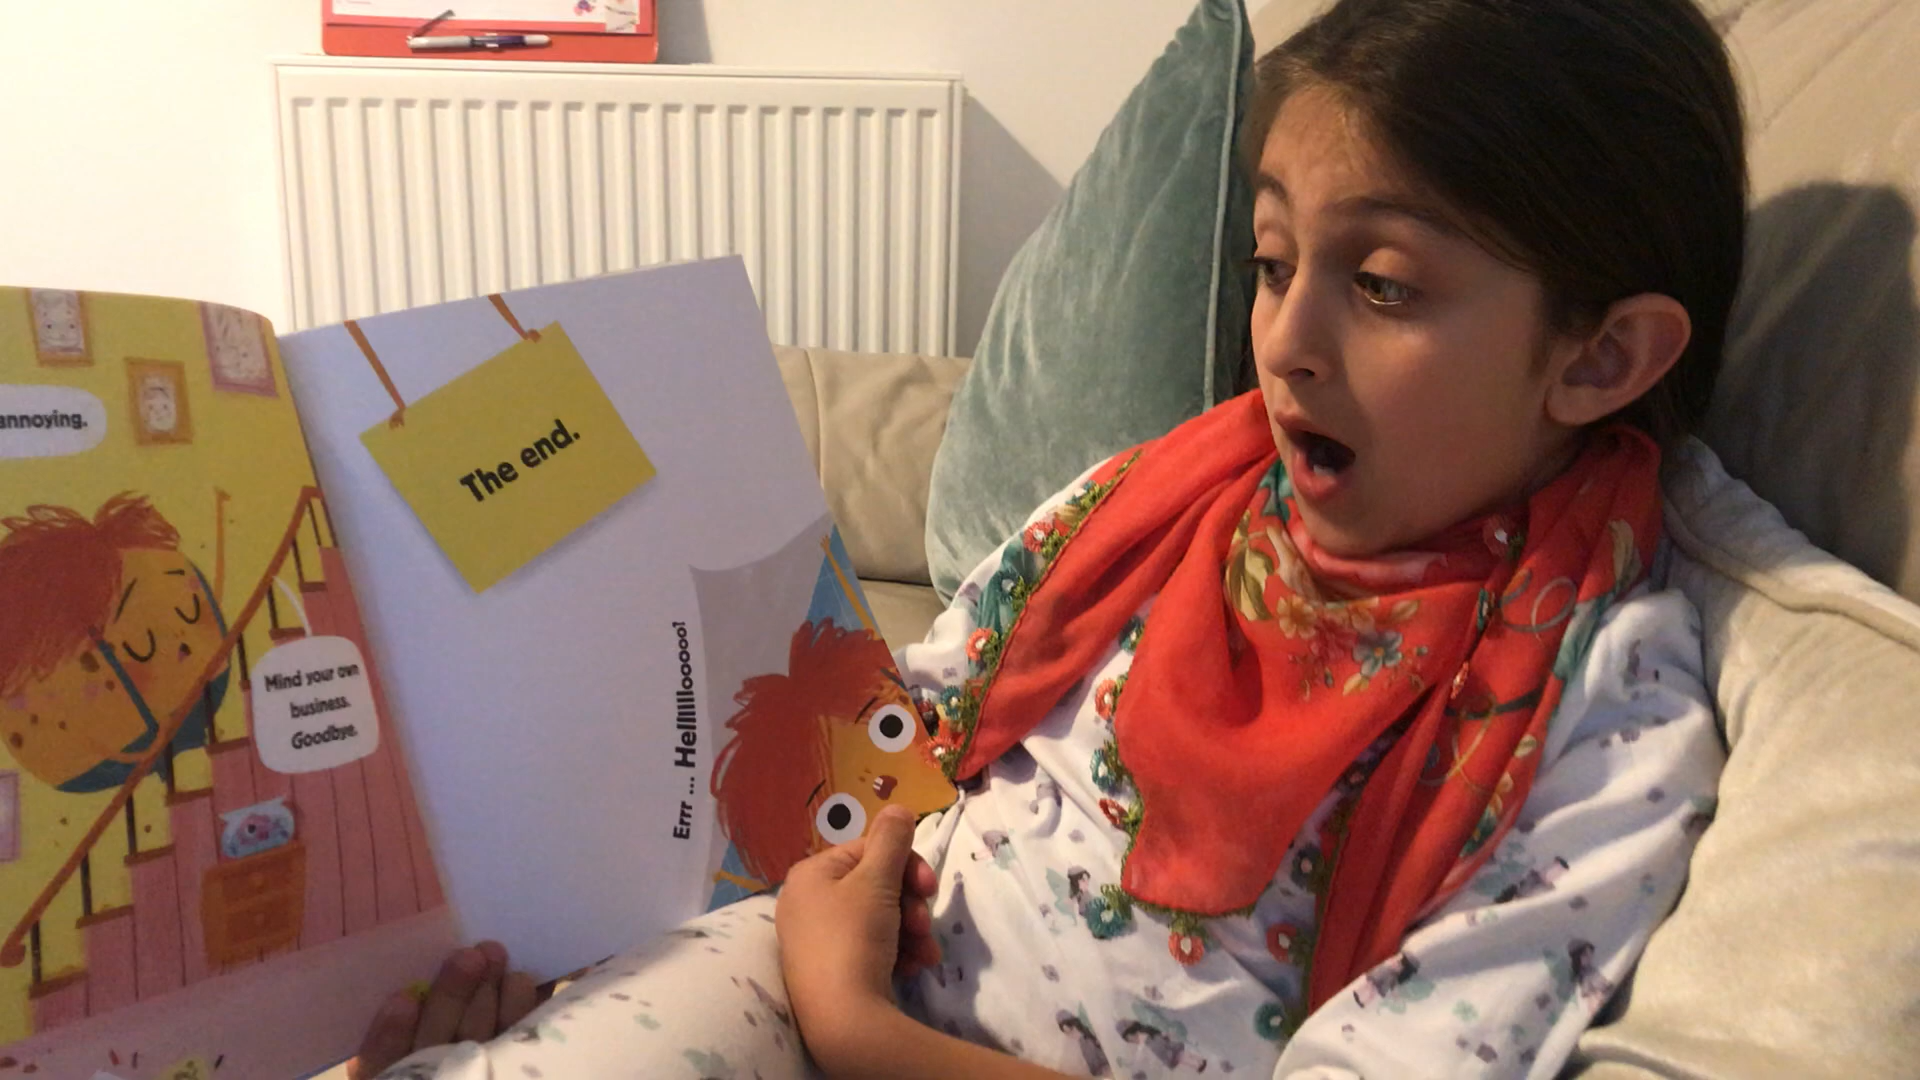 annoying.
Mind your own
business.
Goodbye.
The end.
Errr ... Helllllooooo!